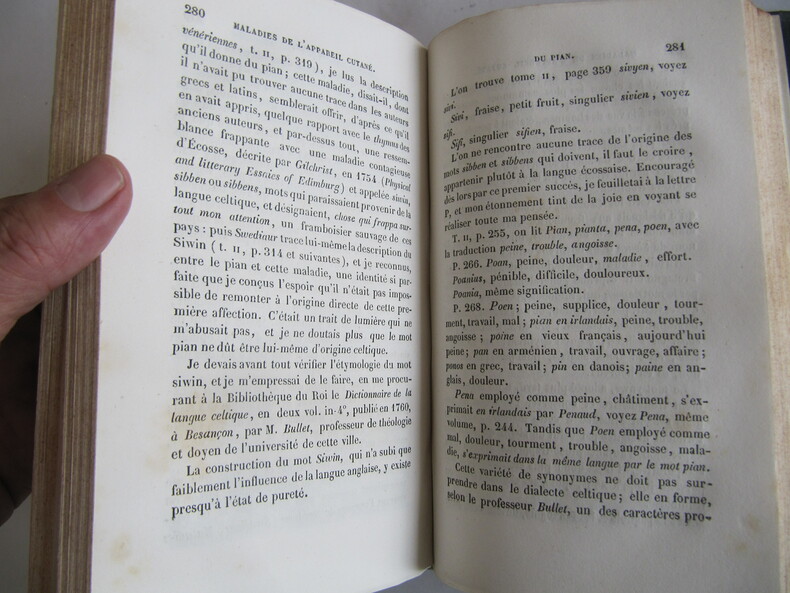 280
MALADIES DE L'APPAREIL CUTANÉ.
vénériennes, t. II, p. 319), je lus la description
qu'il donne du pian; cette maladie, disait-il, dont
il n'avait pu trouver aucune trace dans les auteurs
grecs et latins, semblerait offrir, d'après ce qu'il
en avait appris, quelque rapport avec le thymus des
anciens auteurs, et par-dessus tout, une ressem-
blance frappante avec une maladie contagieuse
d'Écosse, décrite par Gilchrist, en 1754 (Physical
and litterary Essaies of Edimburg) et appelée siwin,
sibben ou sibbens, mots qui paraissaient provenir de la
langue celtique, et désignaient, chose qui frappa sur-
tout mon attention, un framboisier sauvage de ces
pays: puis Swediaur trace lui-même la description du
Siwin (t. II, p. 314 et suivantes), et je reconnus,
entre le pian et cette maladie, une identité si par-
faite que je conçus l'espoir qu'il n'était pas impos-
sible de remonter à l'origine directe de cette pre-
mière affection. C'était un trait de lumière qui ne
m'abusait pas, et je ne doutais plus que le mot
pian ne dût être lui-même d'origine celtique.
Je devais avant tout vérifier l'étymologie du mot
siwin, et je m'empressai de le faire, en me procu-
rant à la Bibliothèque du Roi le Dictionnaire de la
langue celtique, en deux vol. in-4°, publié en 1760,
à Besançon, par M. Bullet, professeur de théologie
et doyen de l'université de cette ville.
La construction du mot Siwin, qui n'a subi que
faiblement l'influence de la langue anglaise, y existe
presqu'à l'état de pureté.
DU PIAN.
281
L'on trouve tome II, page 359 sivyen, voyez
sivi.
Sivi, fraise, petit fruit, singulier sivien, voyez
sifi.
Sifi, singulier sifien, fraise.
L'on ne rencontre aucune trace de l'origine des
mots sibben et sibbens qui doivent, il faut le croire,
appartenir plutôt à la langue écossaise. Encouragé
dès lors par ce premier succès, je feuilletai à la lettre
P, et mon étonnement tint de la joie en voyant se
réaliser toute ma pensée.
T. II, p. 255, on lit Pian, pianta, pena, poen, avec
la traduction peine, trouble, angoisse.
P. 266. Poan, peine, douleur, maladie, effort.
Poanius, pénible, difficile, douloureux.
Poania, même signification.
P. 268. Poen; peine, supplice, douleur, tour-
ment, travail, mal; pian en irlandais, peine, trouble,
angoisse; poine en vieux français, aujourd'hui
peine; pan en arménien, travail, ouvrage, affaire;
ponos en grec, travail; pin en danois; paine en an-
glais, douleur.
Pena employé comme peine, châtiment, s'ex-
primait en irlandais par Penaud, voyez Pena, même
volume, p. 244. Tandis que Poen employé comme
mal, douleur, tourment, trouble, angoisse, mala-
die, s'exprimait dans la même langue par le mot pian.
Cette variété de synonymes ne doit pas sur-
prendre dans le dialecte celtique; elle en forme,
selon le professeur Bullet, un des caractères pro-